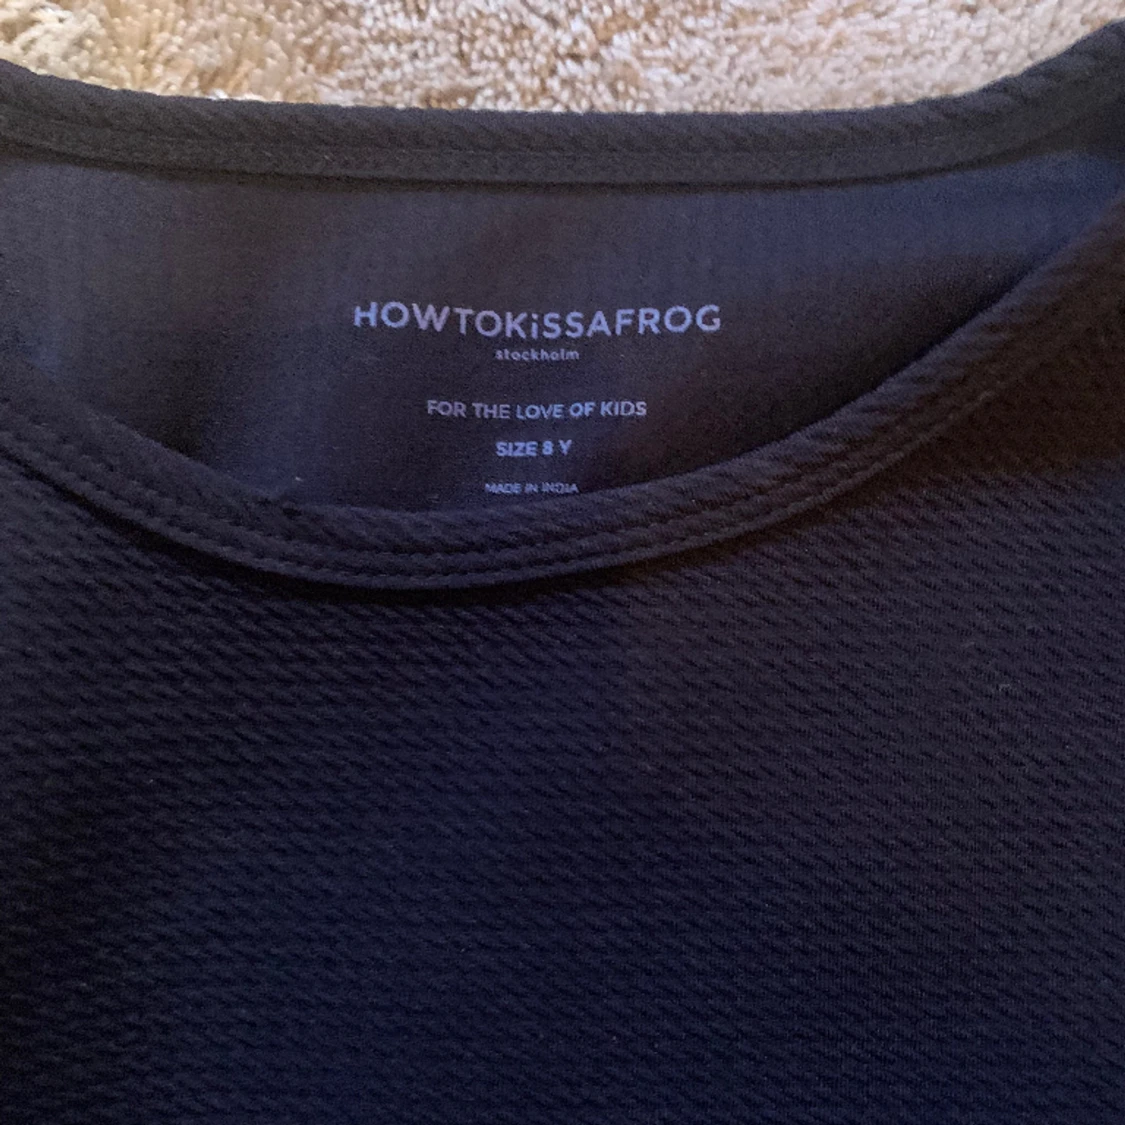 HOWTOKiSSAFROG
stockholm
FOR THE LOVE OF KIDS
SIZE 8 Y
MADE IN INDIA